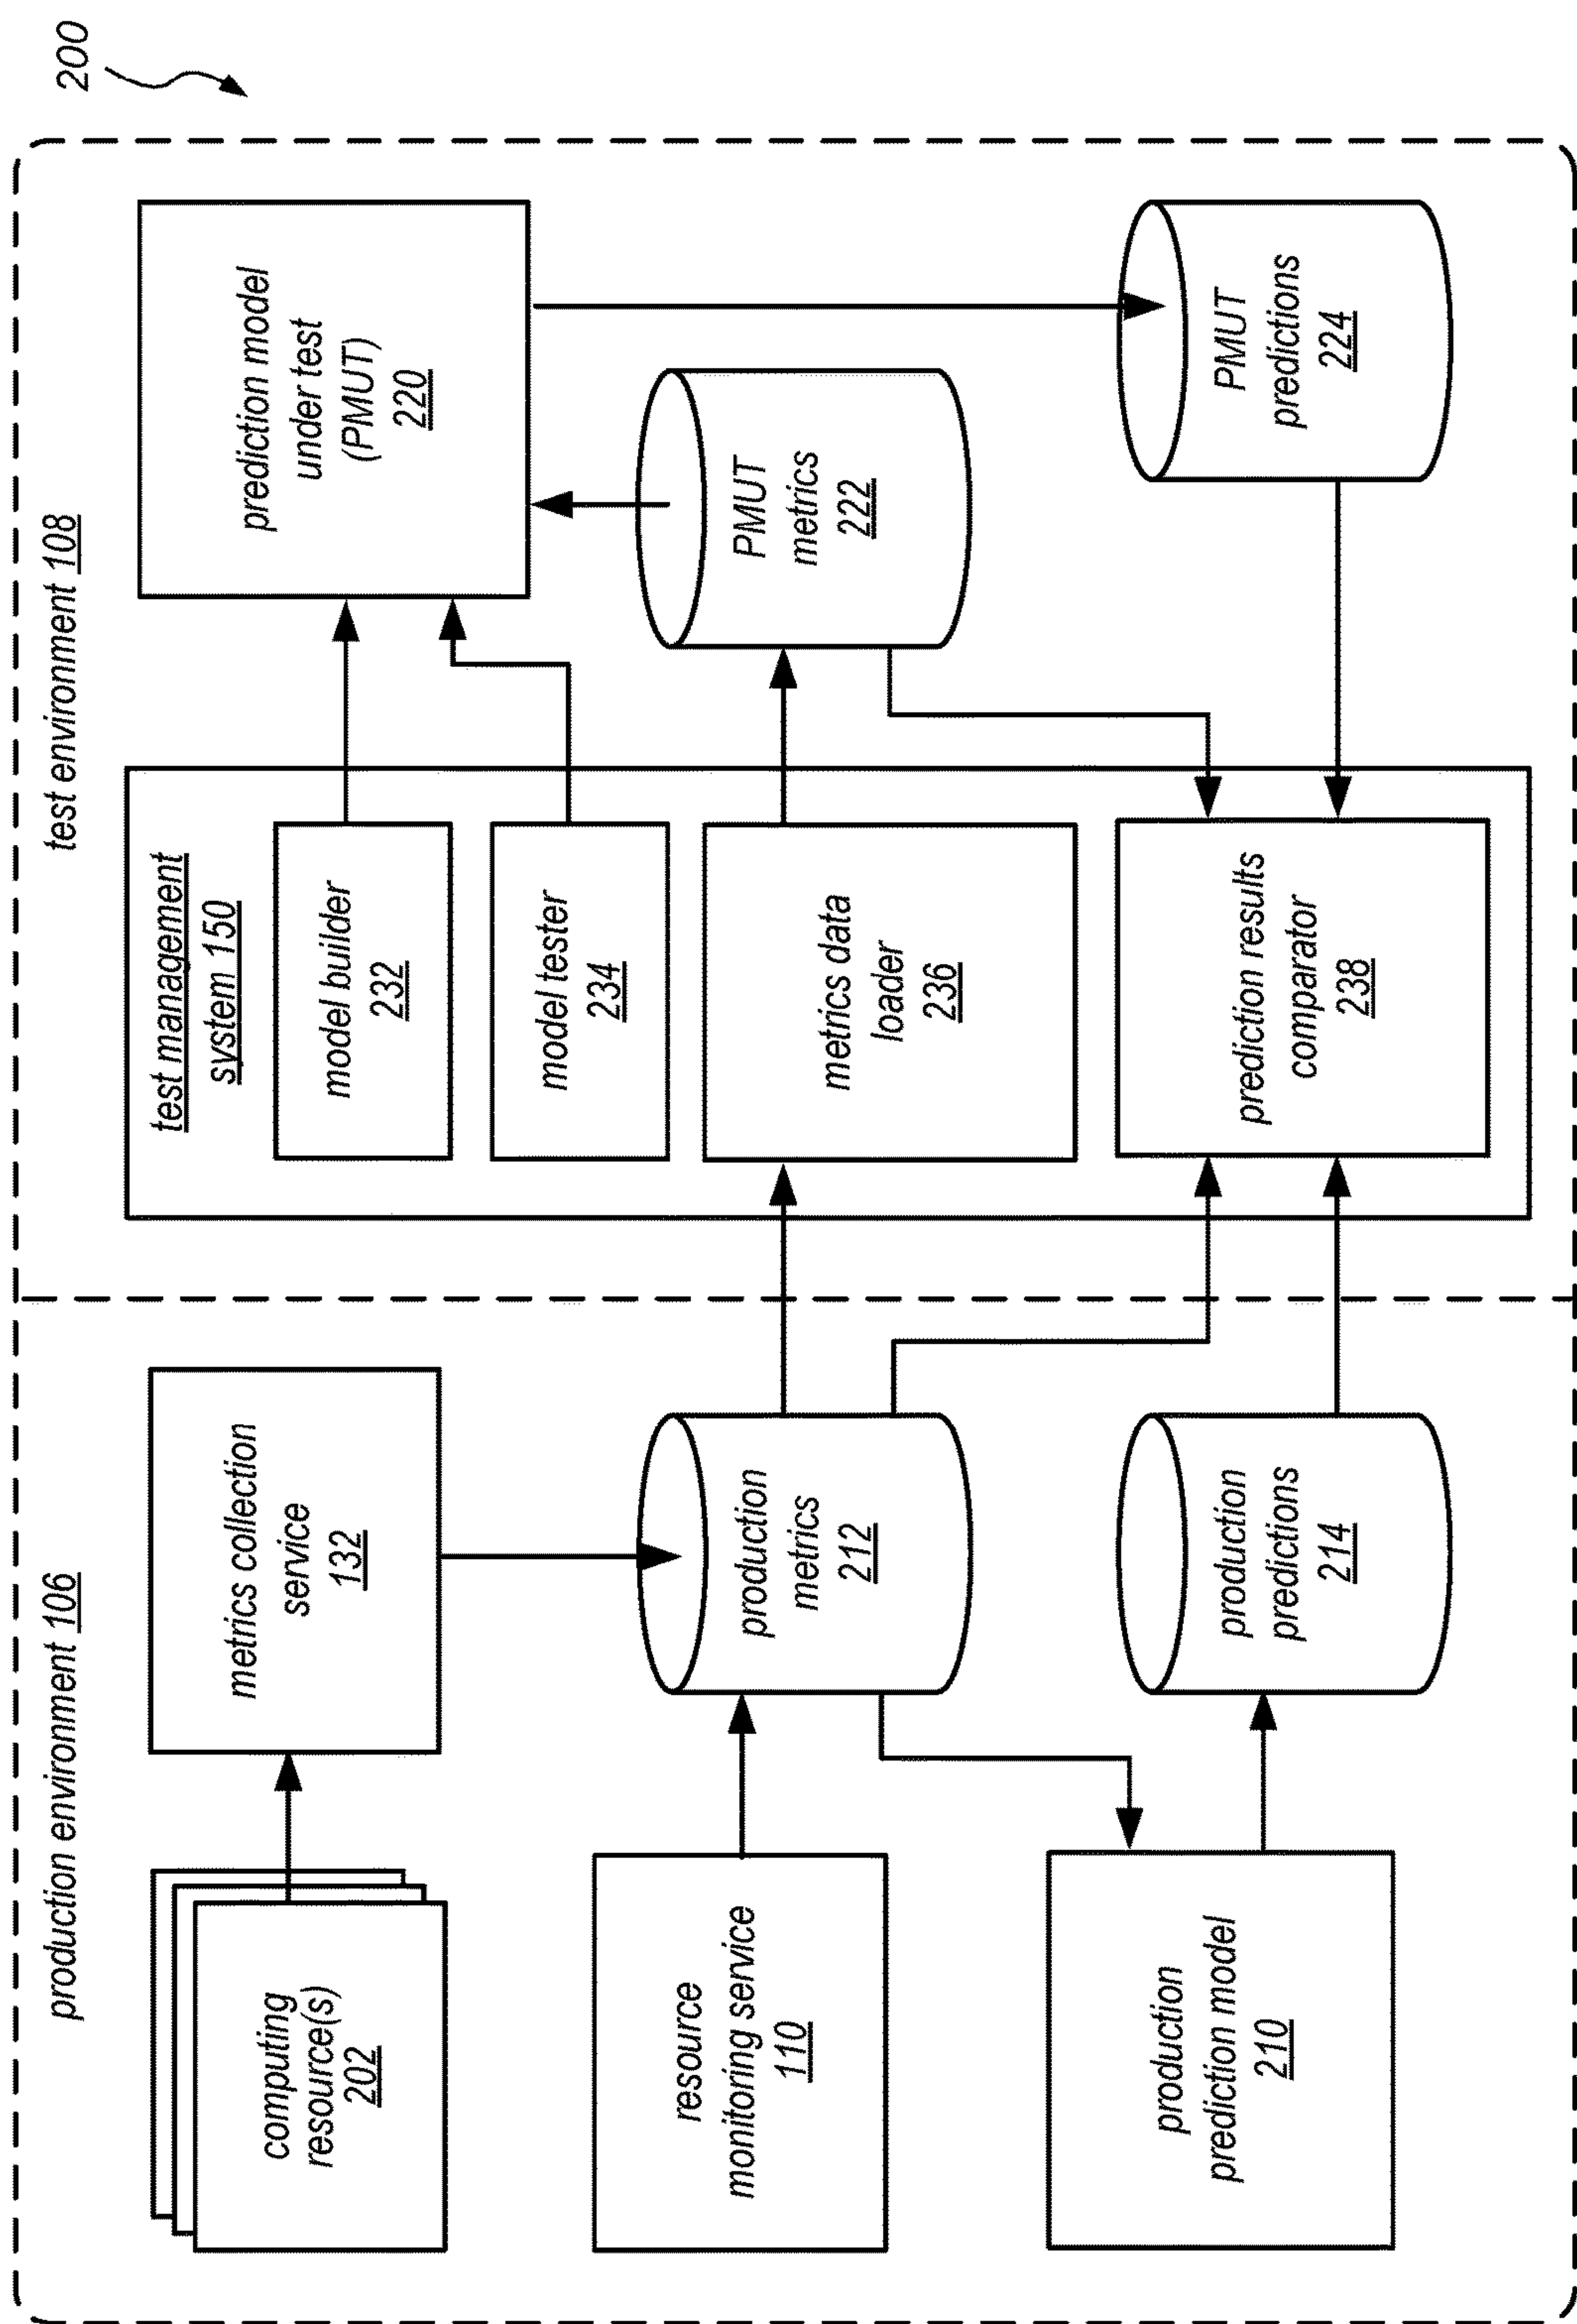 200
production environment 106
computing
resource(s)
202
metrics collection
service
132
resource
monitoring service
110
production
metrics
212
production
prediction model
210
production
predictions
214
test environment 108
test management
system 150
model builder
232
model tester
234
metrics data
loader
236
prediction results
comparator
238
prediction model
under test
(PMUT)
220
PMUT
metrics
222
PMUT
predictions
224